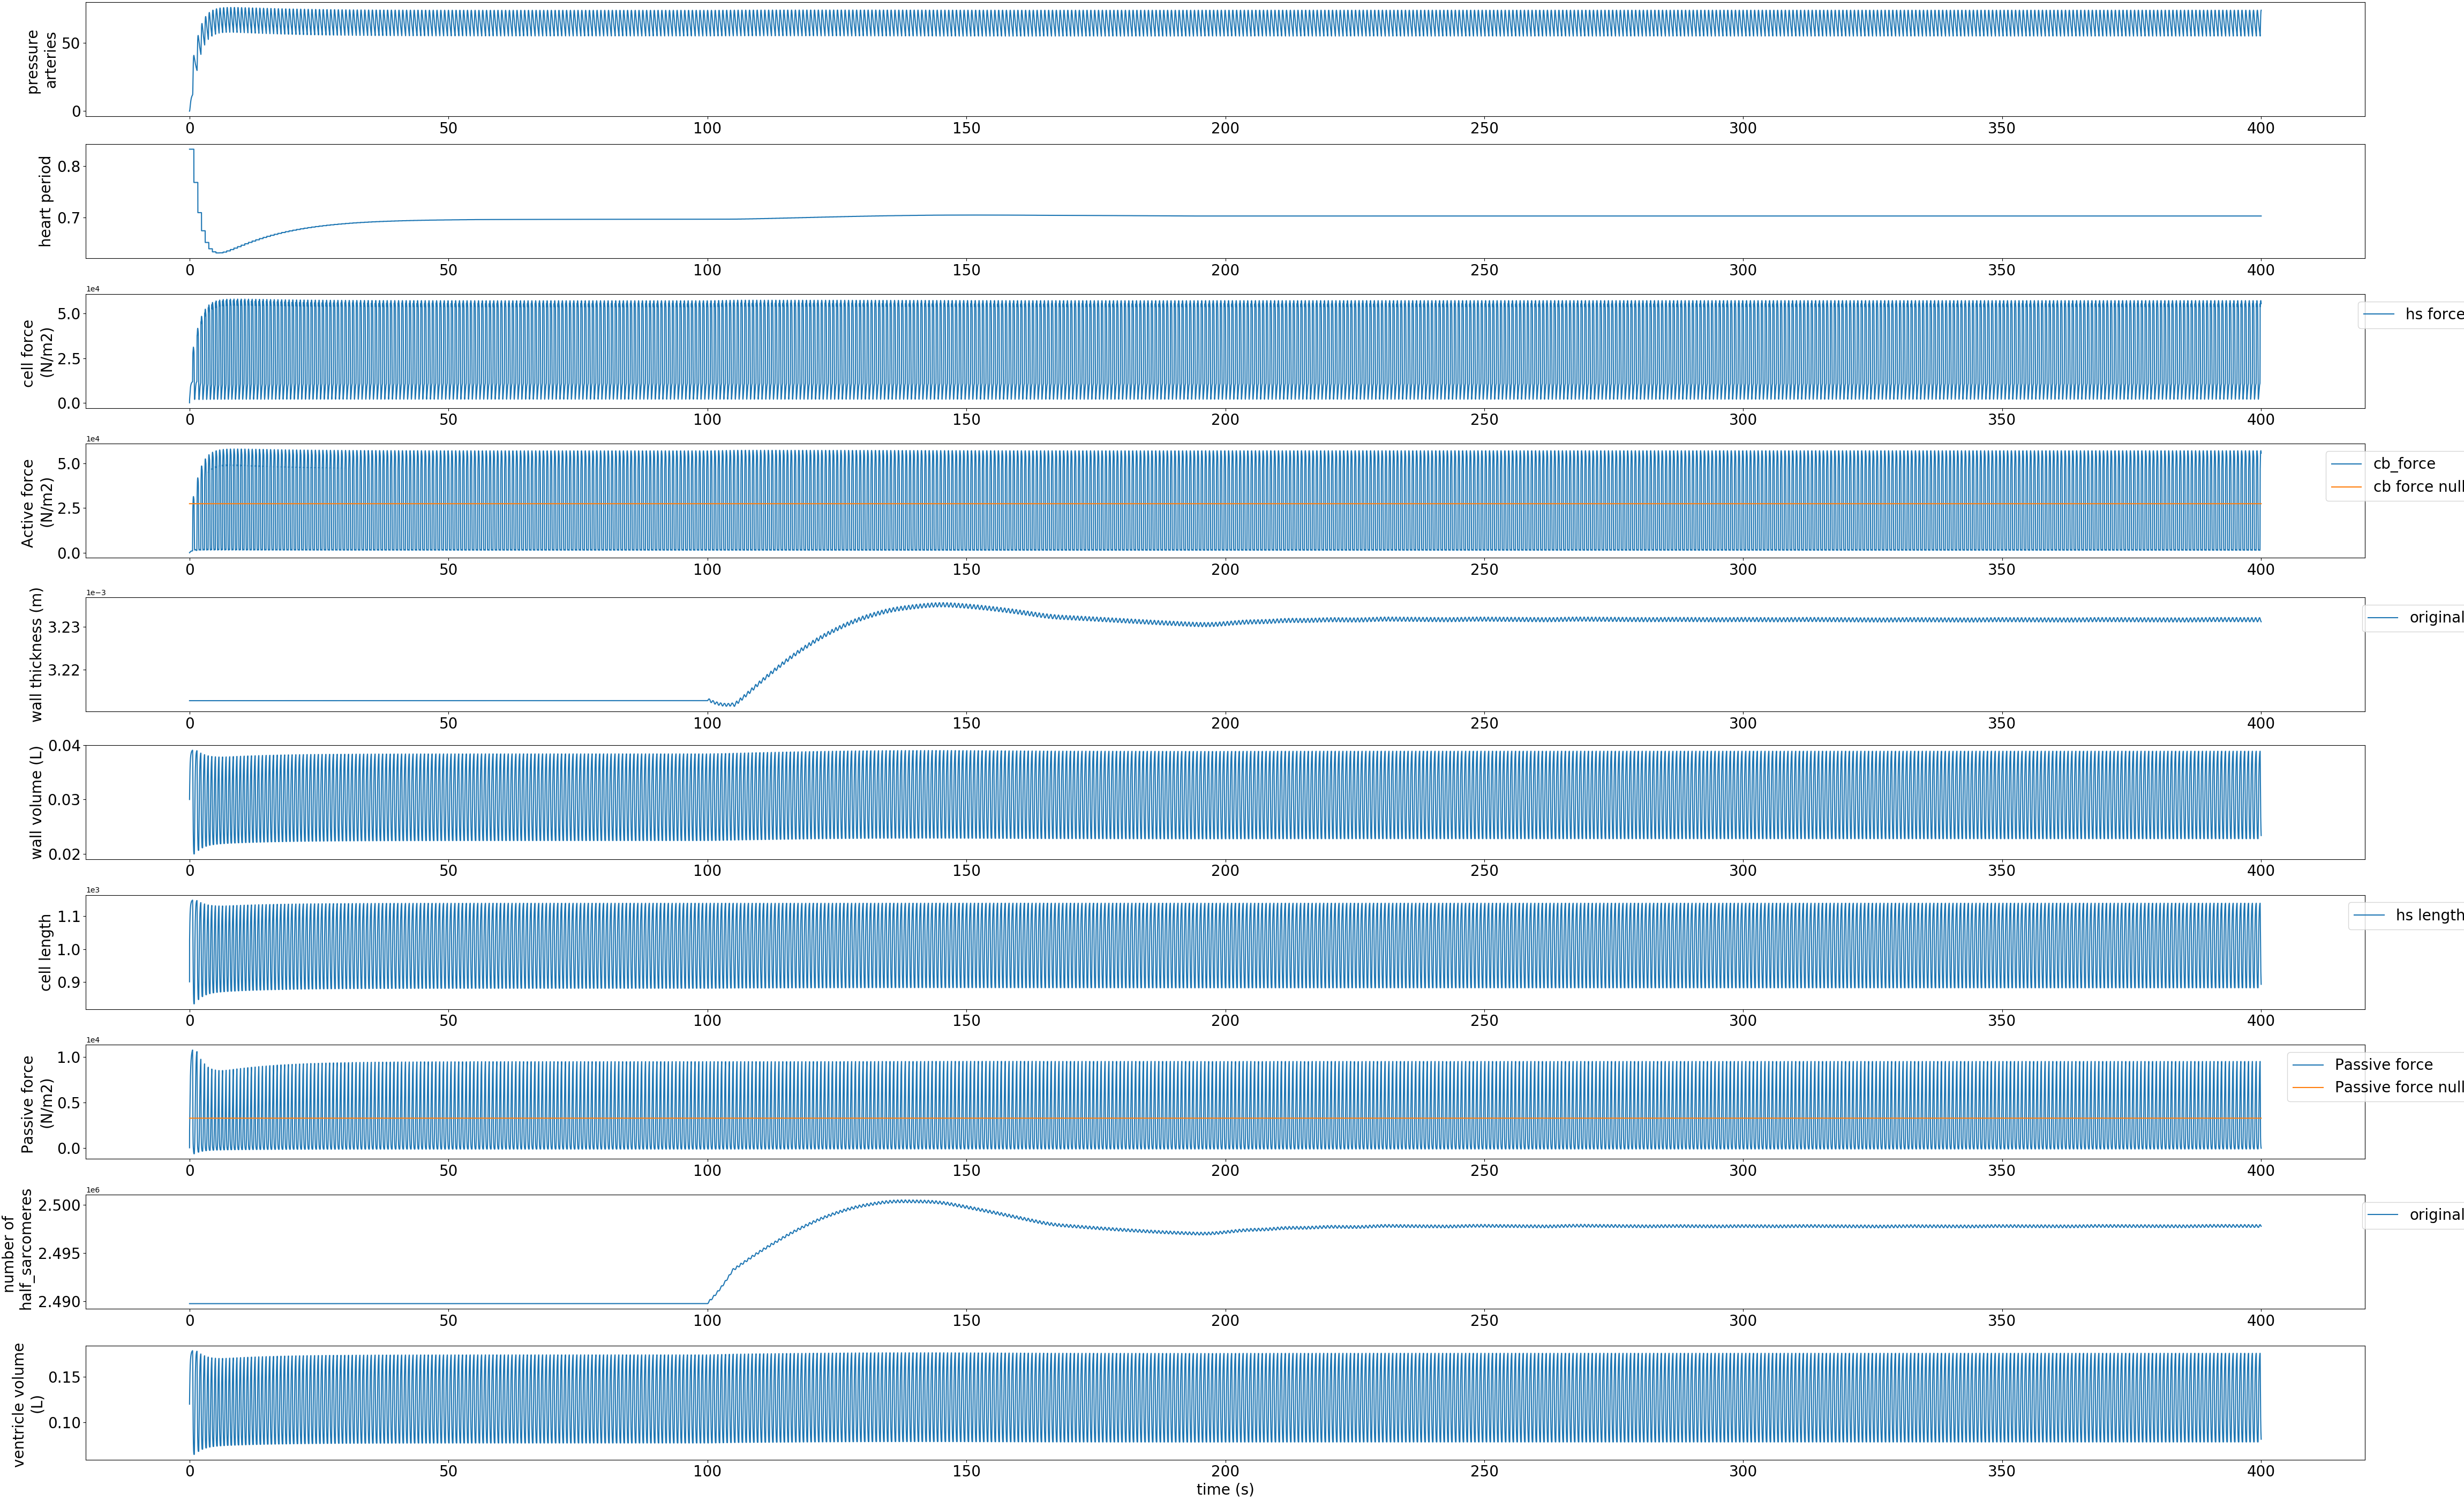 pressure
arteries
50
0
0 50 100 150 200 250 300 350 400
heart period
0.8
0.7
0 50 100 150 200 250 300 350 400
1e4
cell force
(N/m2)
5.0
2.5
0.0
hs force
0 50 100 150 200 250 300 350 400
1e4
Active force
(N/m2)
5.0
2.5
0.0
cb_force
cb force null
0 50 100 150 200 250 300 350 400
1e−3
wall thickness (m)
3.23
3.22
original
0 50 100 150 200 250 300 350 400
wall volume (L)
0.04
0.03
0.02
0 50 100 150 200 250 300 350 400
1e3
cell length
1.1
1.0
0.9
hs length
0 50 100 150 200 250 300 350 400
1e4
Passive force
(N/m2)
1.0
0.5
0.0
Passive force
Passive force null
0 50 100 150 200 250 300 350 400
1e6
number of
half_sarcomeres
2.500
2.495
2.490
original
0 50 100 150 200 250 300 350 400
ventricle volume
(L)
0.15
0.10
0 50 100 150 200 250 300 350 400
time (s)